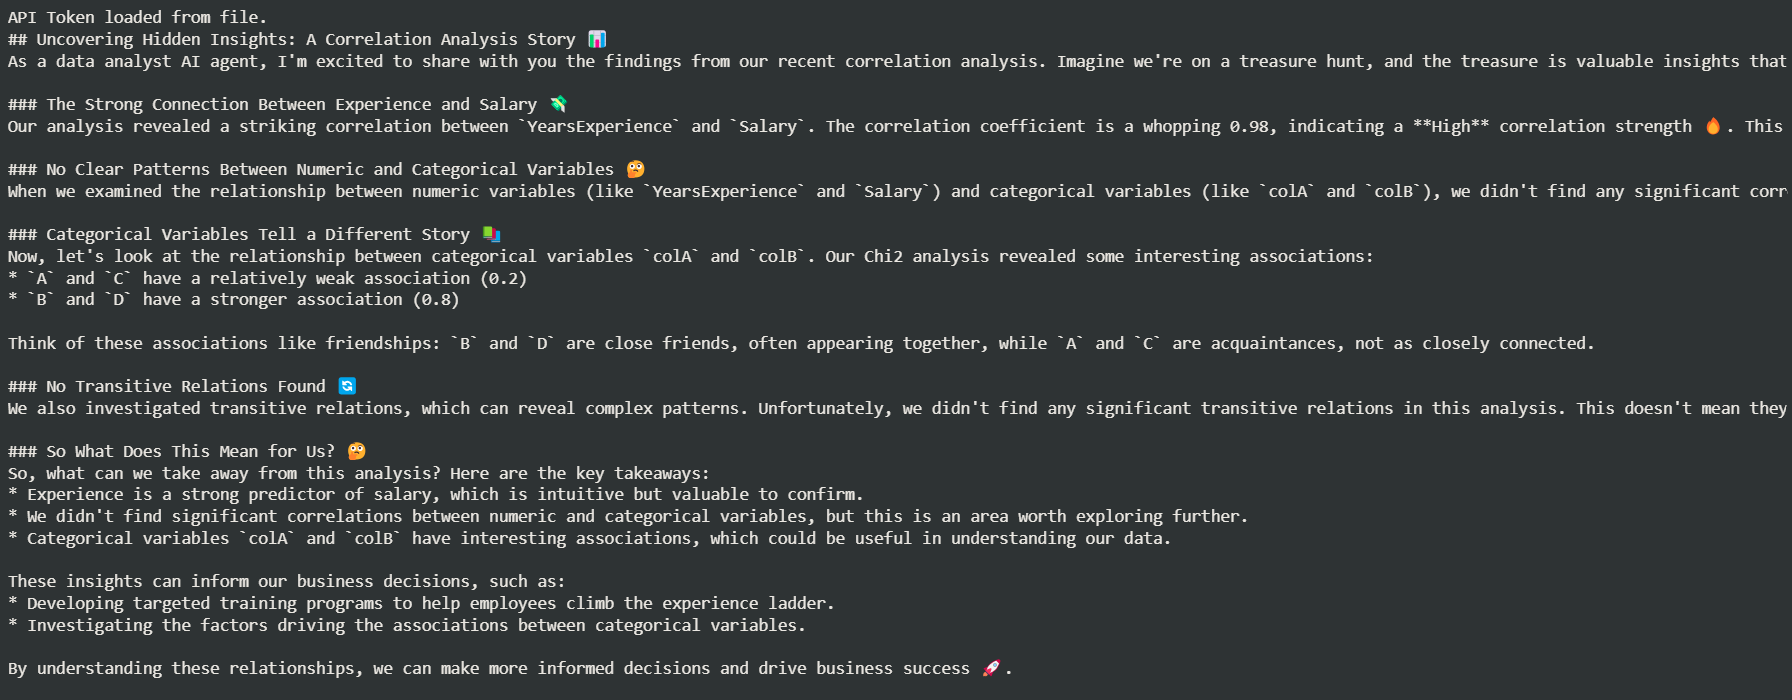 API Token loaded from file.
## Uncovering Hidden Insights: A Correlation Analysis Story 📊
As a data analyst AI agent, I'm excited to share with you the findings from our recent correlation analysis. Imagine we're on a treasure hunt, and the treasure is valuable insights that
### The Strong Connection Between Experience and Salary 💸
Our analysis revealed a striking correlation between `YearsExperience` and `Salary`. The correlation coefficient is a whopping 0.98, indicating a **High** correlation strength 🔥. This
### No Clear Patterns Between Numeric and Categorical Variables 🤔
When we examined the relationship between numeric variables (like `YearsExperience` and `Salary`) and categorical variables (like `colA` and `colB`), we didn't find any significant corr
### Categorical Variables Tell a Different Story 📚
Now, let's look at the relationship between categorical variables `colA` and `colB`. Our Chi2 analysis revealed some interesting associations:
* `A` and `C` have a relatively weak association (0.2)
* `B` and `D` have a stronger association (0.8)
Think of these associations like friendships: `B` and `D` are close friends, often appearing together, while `A` and `C` are acquaintances, not as closely connected.
### No Transitive Relations Found 🔄
We also investigated transitive relations, which can reveal complex patterns. Unfortunately, we didn't find any significant transitive relations in this analysis. This doesn't mean they
### So What Does This Mean for Us? 🤔
So, what can we take away from this analysis? Here are the key takeaways:
* Experience is a strong predictor of salary, which is intuitive but valuable to confirm.
* We didn't find significant correlations between numeric and categorical variables, but this is an area worth exploring further.
* Categorical variables `colA` and `colB` have interesting associations, which could be useful in understanding our data.
These insights can inform our business decisions, such as:
* Developing targeted training programs to help employees climb the experience ladder.
* Investigating the factors driving the associations between categorical variables.
By understanding these relationships, we can make more informed decisions and drive business success 🚀.